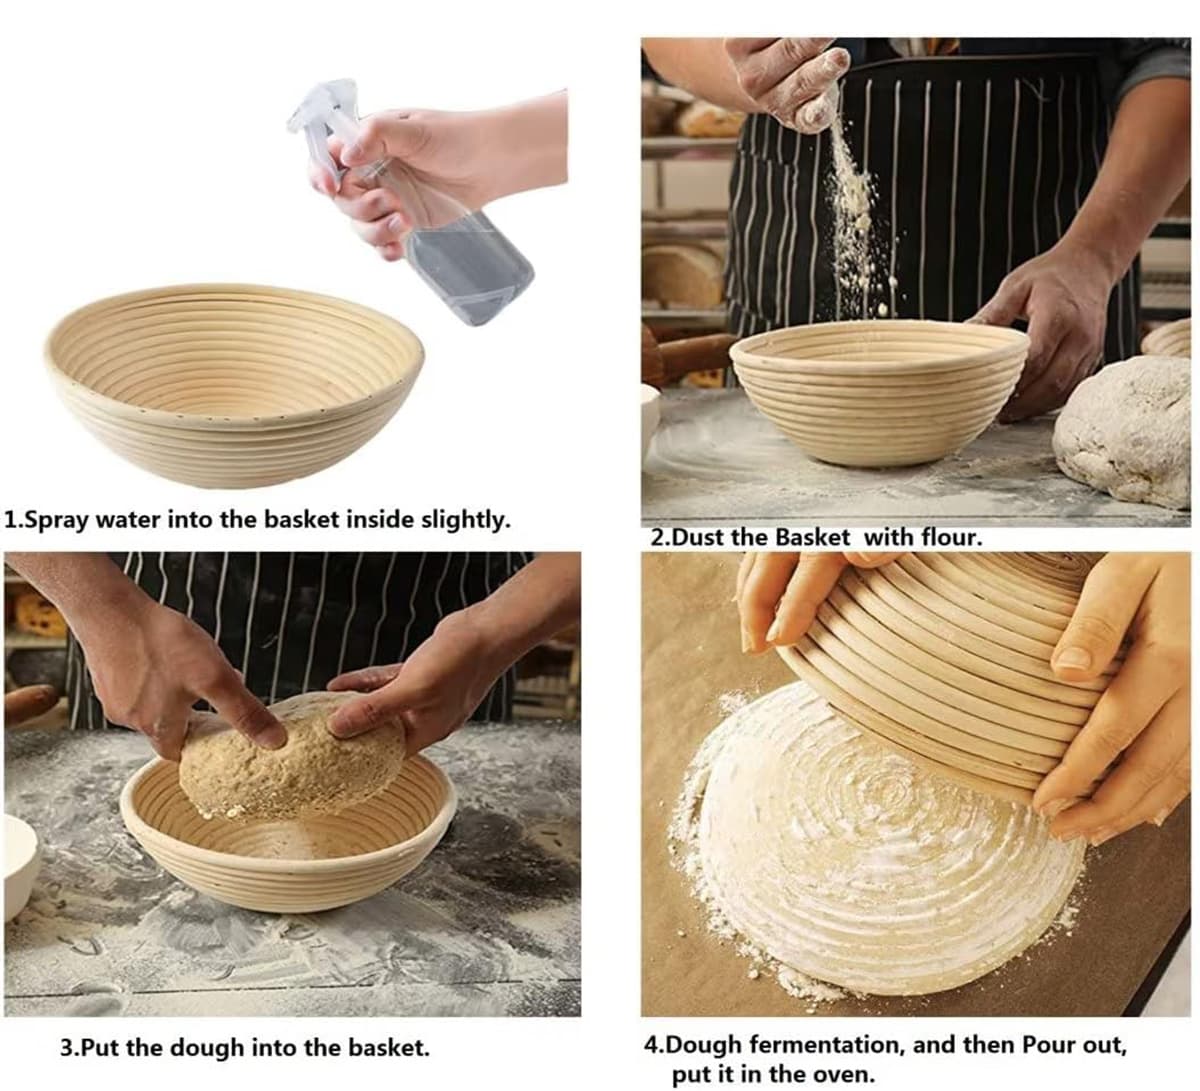 1.Spray water into the basket inside slightly.
2.Dust the Basket with flour.
3.Put the dough into the basket.
4.Dough fermentation, and then Pour out,
put it in the oven.